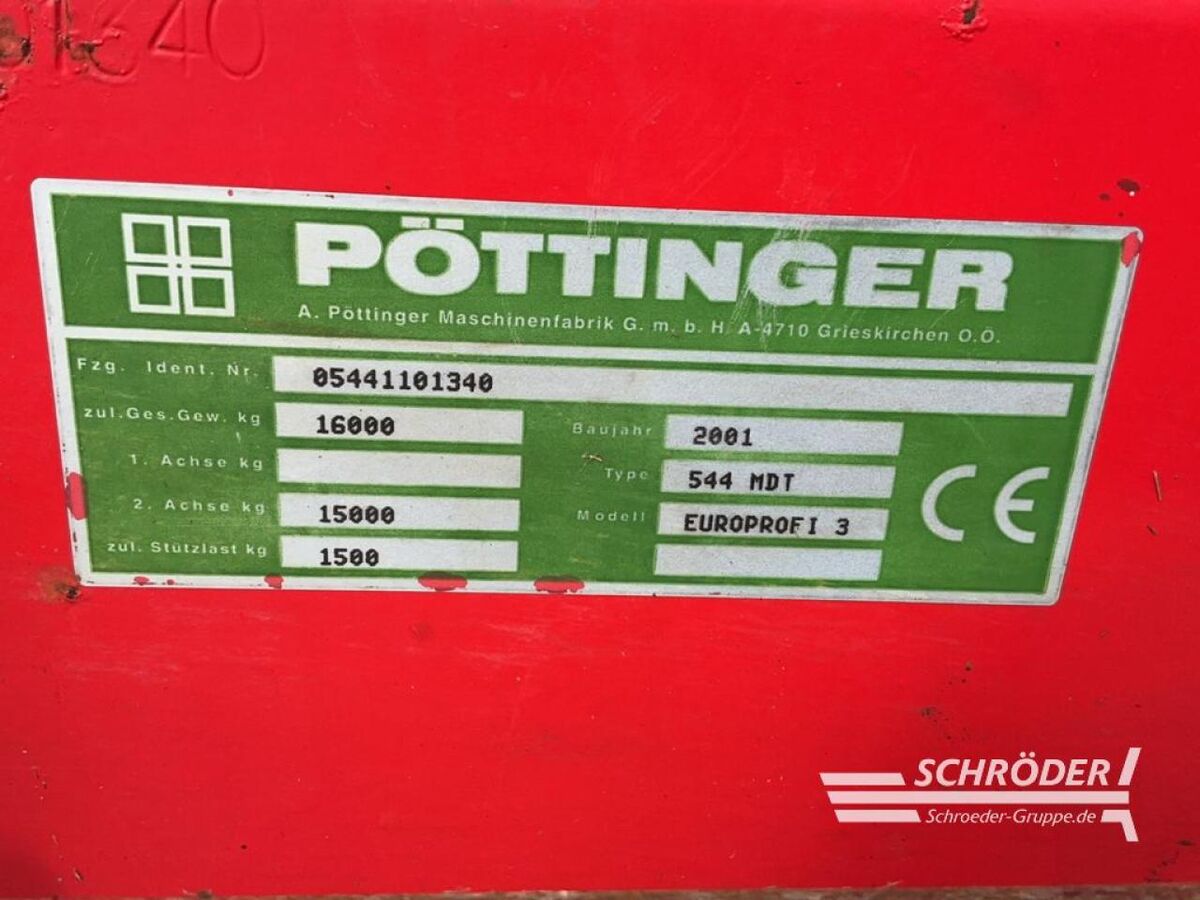 01340
PÖTTINGER
A. Pöttinger Maschinenfabrik G. m. b. H. A-4710 Grieskirchen O.Ö.
Fzg. Ident. Nr. 05441101340
zul.Ges.Gew. kg 16000 Baujahr 2001
1. Achse kg Type 544 MDT
2. Achse kg 15000 Modell EUROPROFI 3
zul. Stützlast kg 1500
CE
SCHRÖDER
Schroeder-Gruppe.de